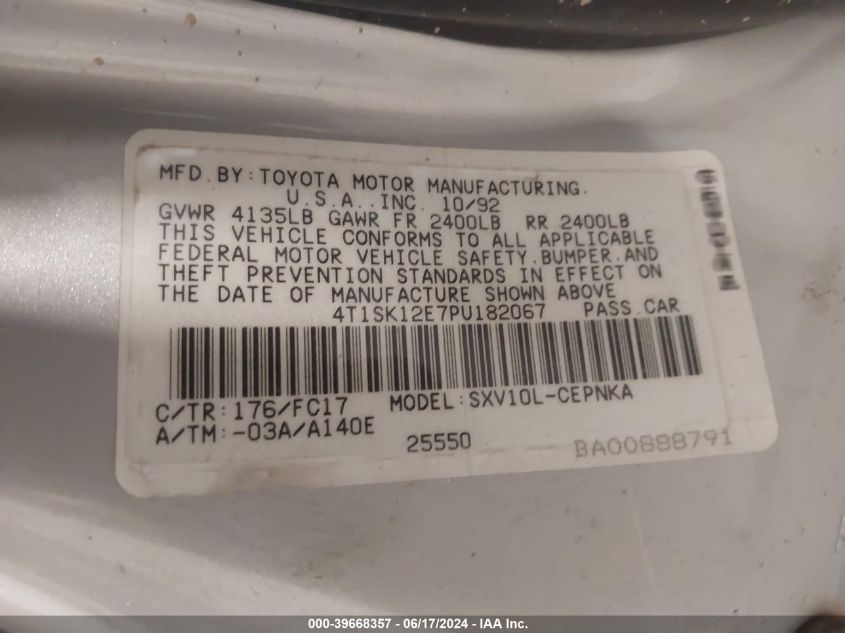 MFD. BY: TOYOTA MOTOR MANUFACTURING.
U.S.A., INC. 10/92
GVWR 4135LB GAWR FR 2400LB RR 2400LB
THIS VEHICLE CONFORMS TO ALL APPLICABLE
FEDERAL MOTOR VEHICLE SAFETY, BUMPER, AND
THEFT PREVENTION STANDARDS IN EFFECT ON
THE DATE OF MANUFACTURE SHOWN ABOVE
4T1SK12E7PU182067 PASS. CAR
C/TR: 176/FC17 MODEL: SXV10L-CEPNKA
A/TM: -03A/A140E
25550 BA00888791
000-39668357 - 06/17/2024 - IAA Inc.